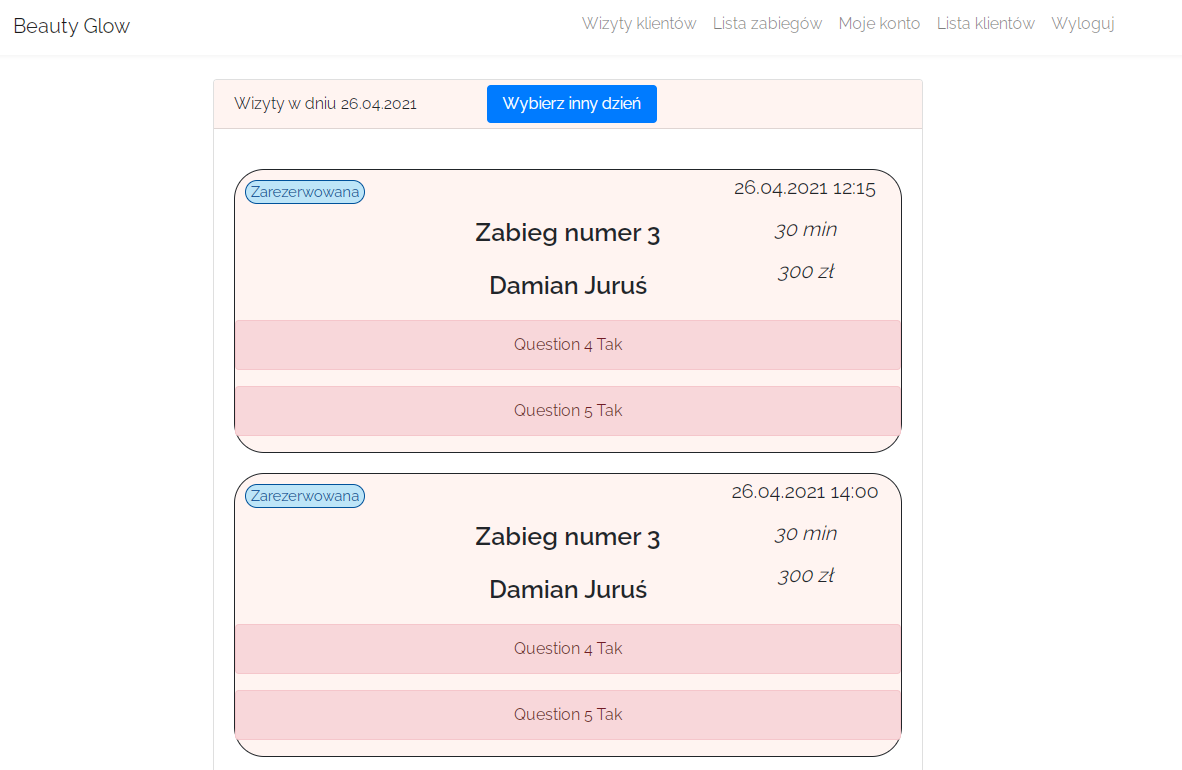 Beauty Glow
Wizyty klientów Lista zabiegów Moje konto Lista klientów Wyloguj
Wizyty w dniu 26.04.2021
Wybierz inny dzień
Zarezerwowana
26.04.2021 12:15
Zabieg numer 3
30 min
300 zł
Damian Juruś
Question 4 Tak
Question 5 Tak
Zarezerwowana
26.04.2021 14:00
Zabieg numer 3
30 min
300 zł
Damian Juruś
Question 4 Tak
Question 5 Tak